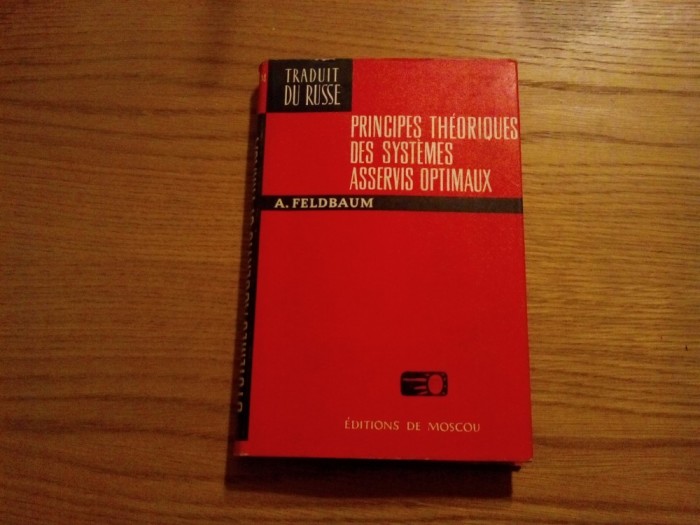 TRADUIT
DU RUSSE
PRINCIPES THÉORIQUES
DES SYSTÈMES
ASSERVIS OPTIMAUX
A. FELDBAUM
ÉDITIONS DE MOSCOU